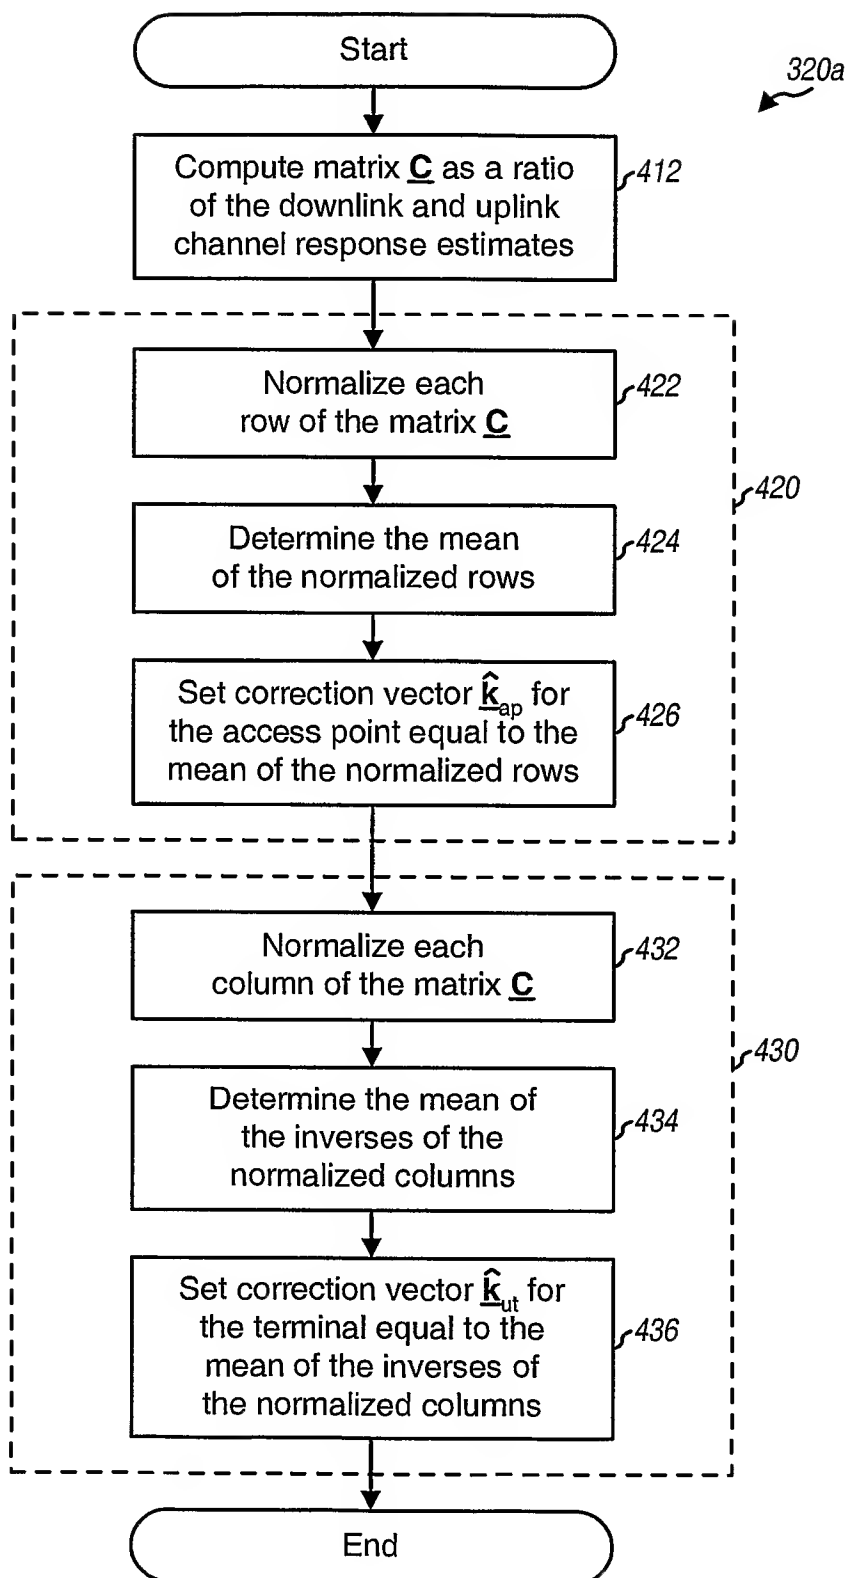 Start
320a
Compute matrix C as a ratio
of the downlink and uplink
channel response estimates
412
Normalize each
row of the matrix C
422
420
Determine the mean
of the normalized rows
424
Set correction vector k̂ap for
the access point equal to the
mean of the normalized rows
426
Normalize each
column of the matrix C
432
430
Determine the mean of
the inverses of the
normalized columns
434
Set correction vector k̂ut for
the terminal equal to the
mean of the inverses of
the normalized columns
436
End